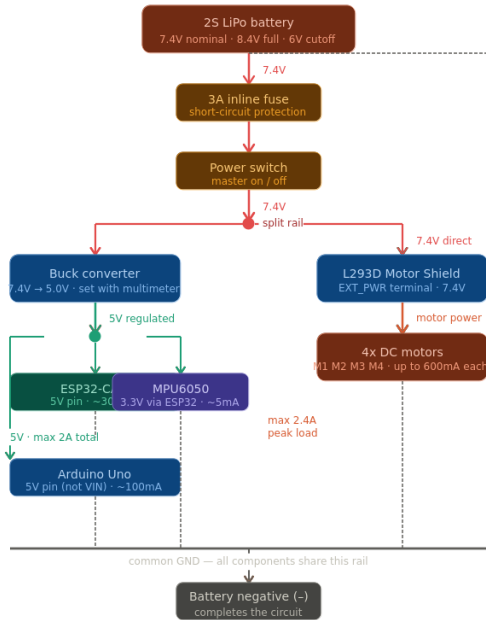 2S LiPo battery
7.4V nominal · 8.4V full · 6V cutoff
7.4V
3A inline fuse
short-circuit protection
Power switch
master on / off
7.4V
split rail
7.4V direct
Buck converter
7.4V → 5.0V · set with multimeter
L293D Motor Shield
EXT_PWR terminal · 7.4V
5V regulated
motor power
4x DC motors
M1 M2 M3 M4 · up to 600mA each
ESP32-CA
5V pin · ~30
MPU6050
3.3V via ESP32 · ~5mA
max 2.4A
peak load
5V · max 2A total
Arduino Uno
5V pin (not VIN) · ~100mA
common GND — all components share this rail
Battery negative (–)
completes the circuit